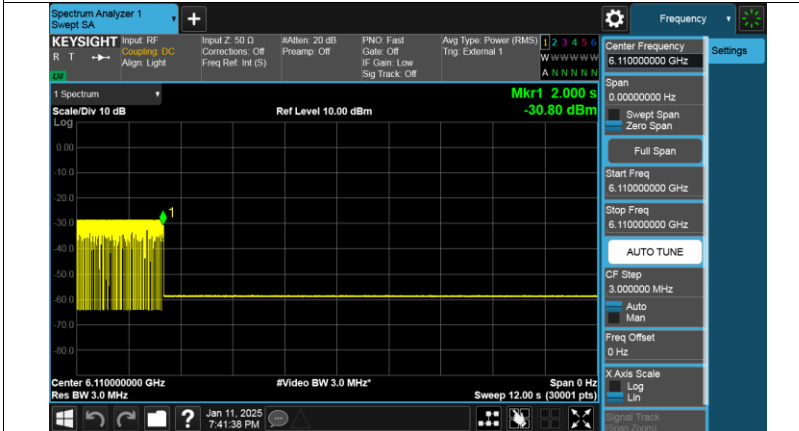 Spectrum Analyzer 1
Swept SA
Frequency
KEYSIGHT
R T
LXI
Input: RF
Coupling: DC
Align: Light
Input Z: 50 Ω
Corrections: Off
Freq Ref: Int (S)
#Atten: 20 dB
Preamp: Off
PNO: Fast
Gate: Off
IF Gain: Low
Sig Track: Off
Avg Type: Power (RMS)
Trig: External 1
1 2 3 4 5 6
W W W W W W
A N N N N N
1 Spectrum
Scale/Div 10 dB
Log
Ref Level 10.00 dBm
Mkr1 2.000 s
-30.80 dBm
0.00
-10.0
-20.0
-30.0
-40.0
-50.0
-60.0
-70.0
-80.0
1
Center 6.110000000 GHz
Res BW 3.0 MHz
#Video BW 3.0 MHz*
Span 0 Hz
Sweep 12.00 s (30001 pts)
Jan 11, 2025
7:41:38 PM
Center Frequency
6.110000000 GHz
Settings
Span
0.00000000 Hz
Swept Span
Zero Span
Full Span
Start Freq
6.110000000 GHz
Stop Freq
6.110000000 GHz
AUTO TUNE
CF Step
3.000000 MHz
Auto
Man
Freq Offset
0 Hz
X Axis Scale
Log
Lin
Signal Track
(Span Zoom)